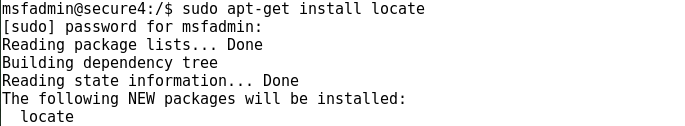 msfadmin@secure4:/$ sudo apt-get install locate
[sudo] password for msfadmin:
Reading package lists... Done
Building dependency tree
Reading state information... Done
The following NEW packages will be installed:
  locate